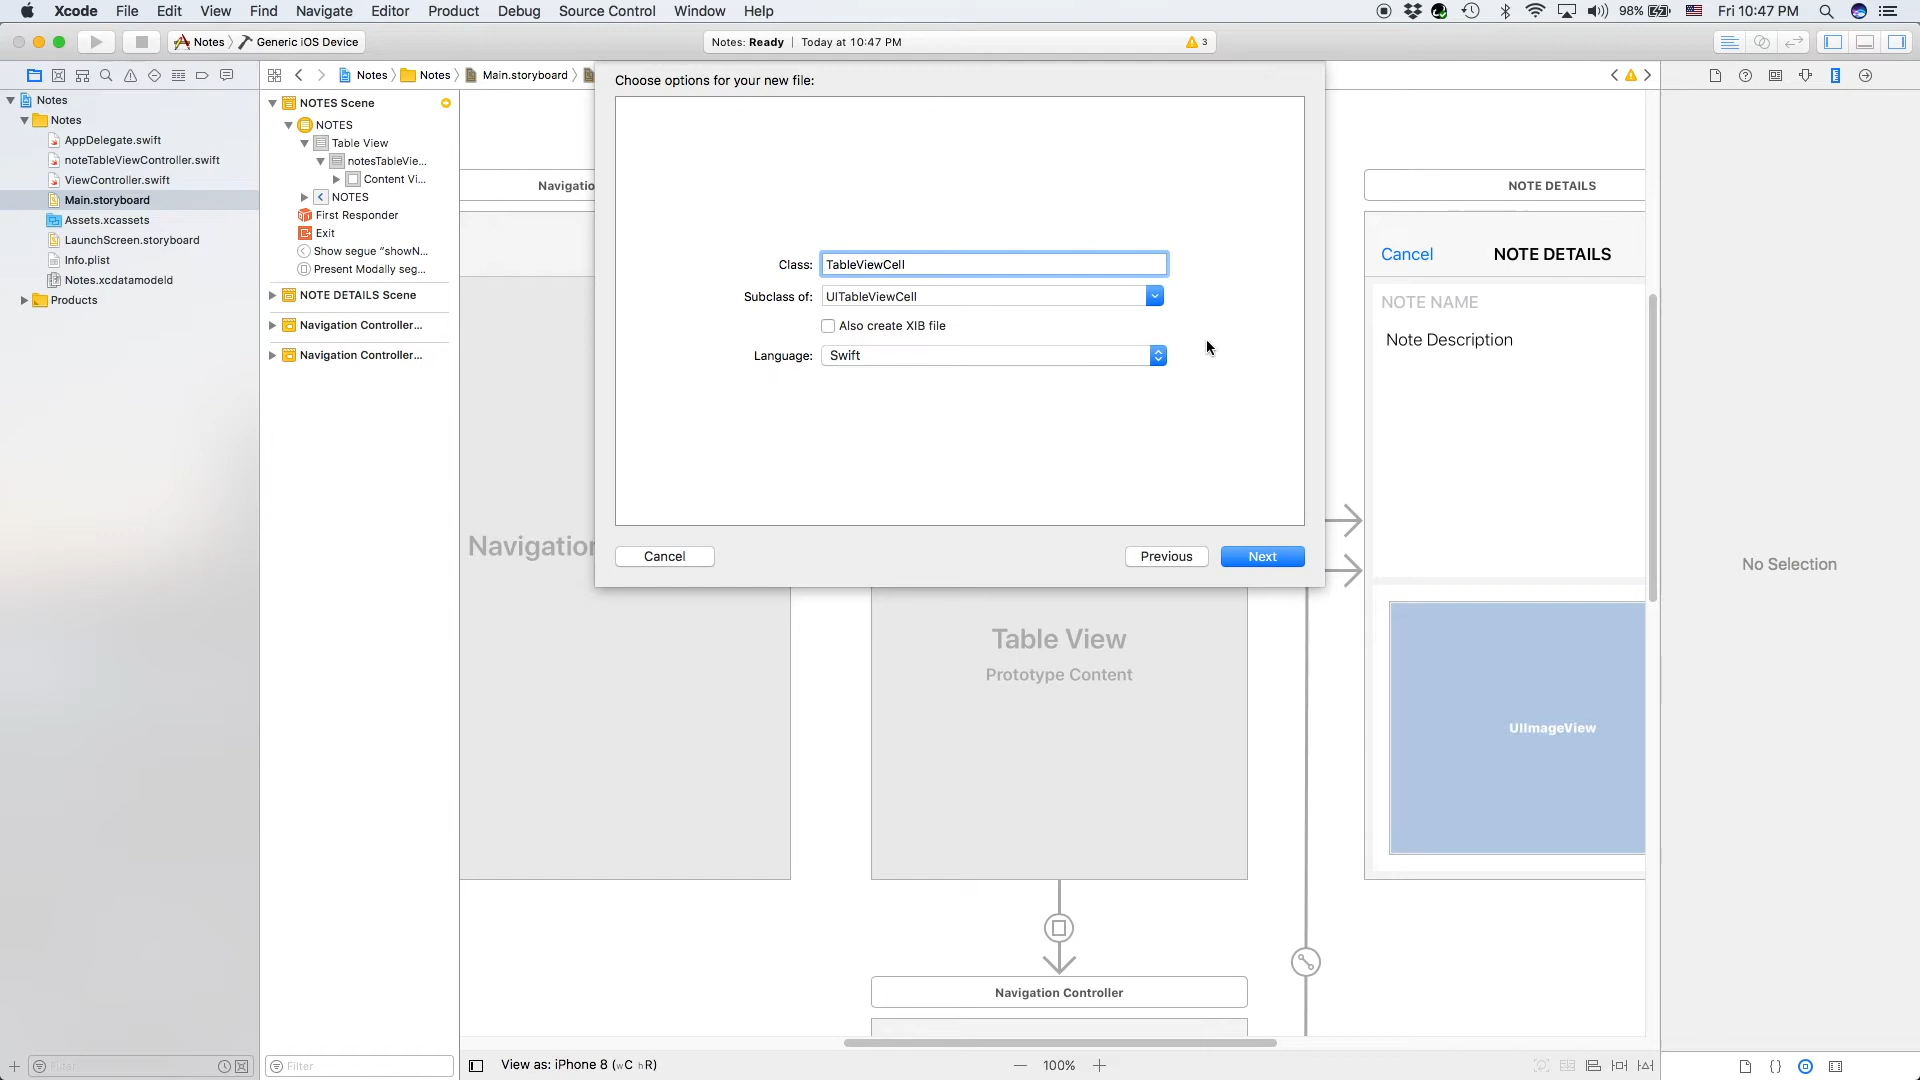 Xcode File Edit View Find Navigate Editor Product Debug Source Control Window Help
98% Fri 10:47 PM
Notes Generic iOS Device
Notes: Ready | Today at 10:47 PM
3
Notes Notes Main.storyboard
Choose options for your new file:
Notes
Notes
AppDelegate.swift
noteTableViewController.swift
ViewController.swift
Main.storyboard
Assets.xcassets
LaunchScreen.storyboard
Info.plist
Notes.xcdatamodeld
Products
NOTES Scene
NOTES
Table View
notesTableVie...
Content Vi...
NOTES
First Responder
Exit
Show segue "showN...
Present Modally seg...
NOTE DETAILS Scene
Navigation Controller...
Navigation Controller...
Navigatio
Navigation
Class: TableViewCell
Subclass of: UITableViewCell
Also create XIB file
Language: Swift
Cancel Previous Next
Table View
Prototype Content
Navigation Controller
NOTE DETAILS
Cancel NOTE DETAILS
NOTE NAME
Note Description
UIImageView
No Selection
Filter
Filter
View as: iPhone 8 (wC hR)
100%